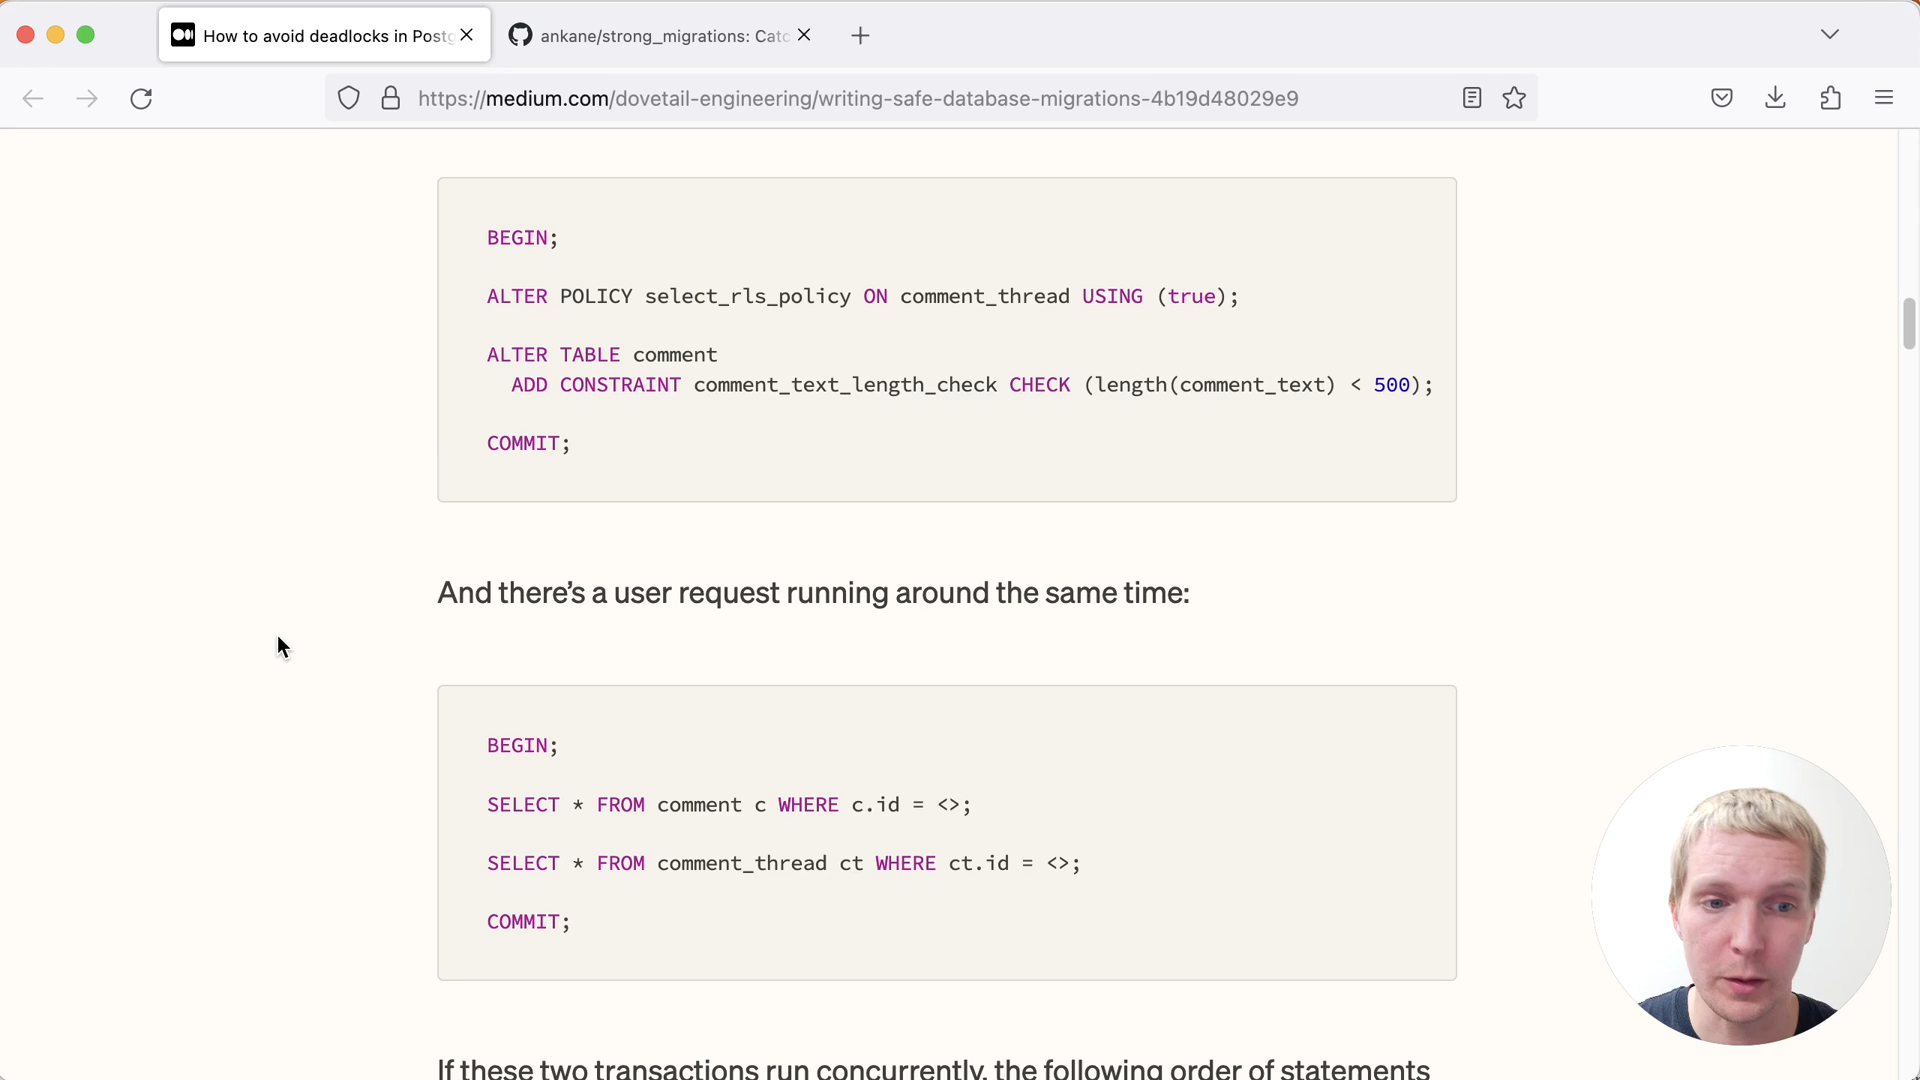 How to avoid deadlocks in Postg
ankane/strong_migrations: Catc
https://medium.com/dovetail-engineering/writing-safe-database-migrations-4b19d48029e9
BEGIN;
ALTER POLICY select_rls_policy ON comment_thread USING (true);
ALTER TABLE comment
ADD CONSTRAINT comment_text_length_check CHECK (length(comment_text) < 500);
COMMIT;
And there’s a user request running around the same time:
BEGIN;
SELECT * FROM comment c WHERE c.id = <>;
SELECT * FROM comment_thread ct WHERE ct.id = <>;
COMMIT;
If these two transactions run concurrently, the following order of statements